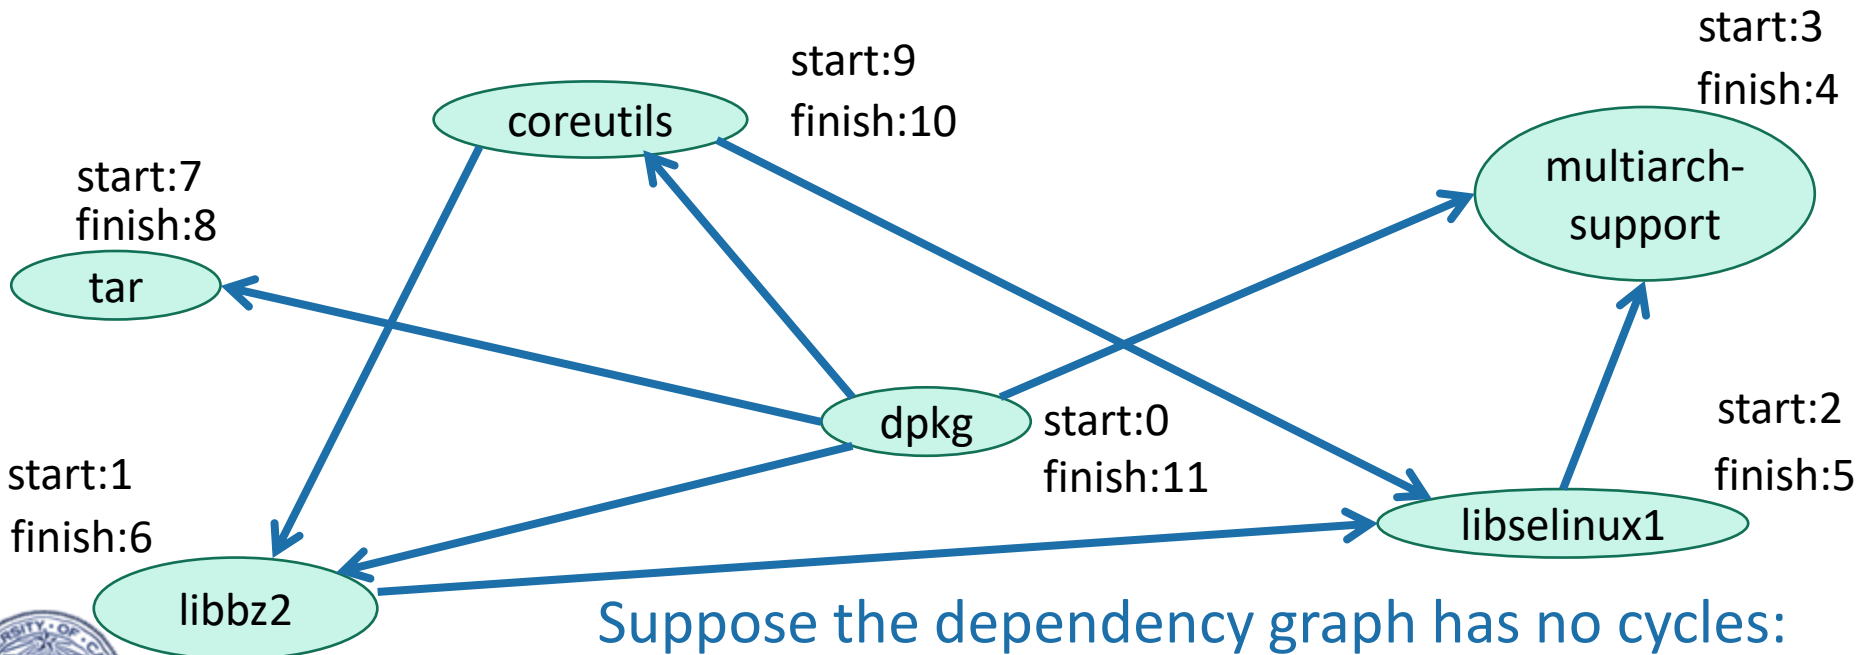 start:3
finish:4
start:9
finish:10
coreutils
multiarch-
support
start:7
finish:8
tar
dpkg
start:0
finish:11
start:2
finish:5
start:1
finish:6
libselinux1
libbz2
Suppose the dependency graph has no cycles: